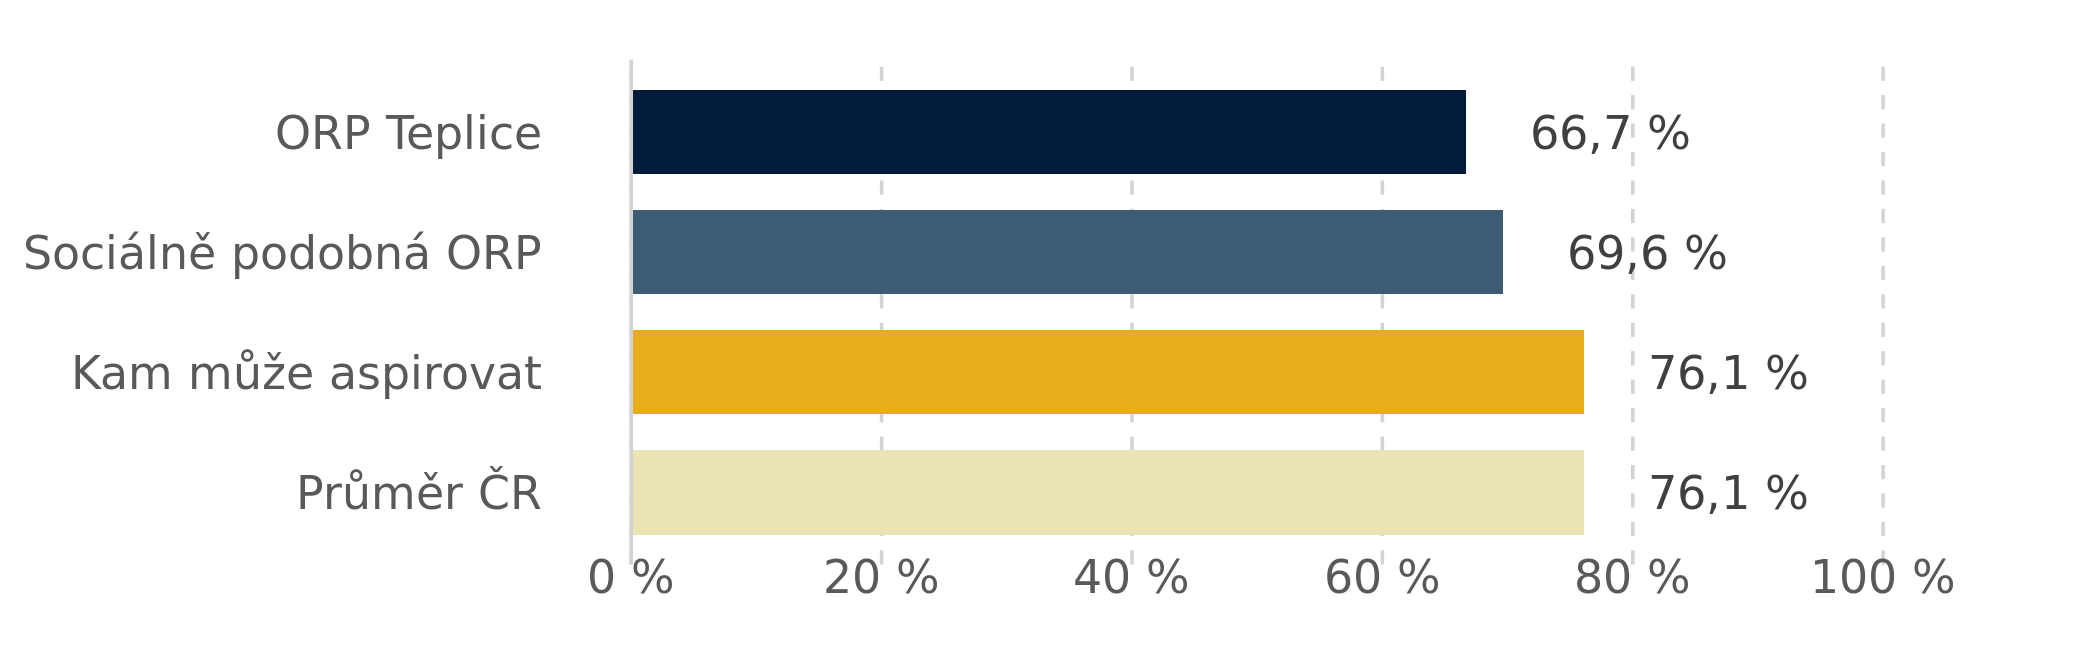 ORP Teplice 66,7 %
Sociálně podobná ORP 69,6 %
Kam může aspirovat 76,1 %
Průměr ČR 76,1 %
0 % 20 % 40 % 60 % 80 % 100 %